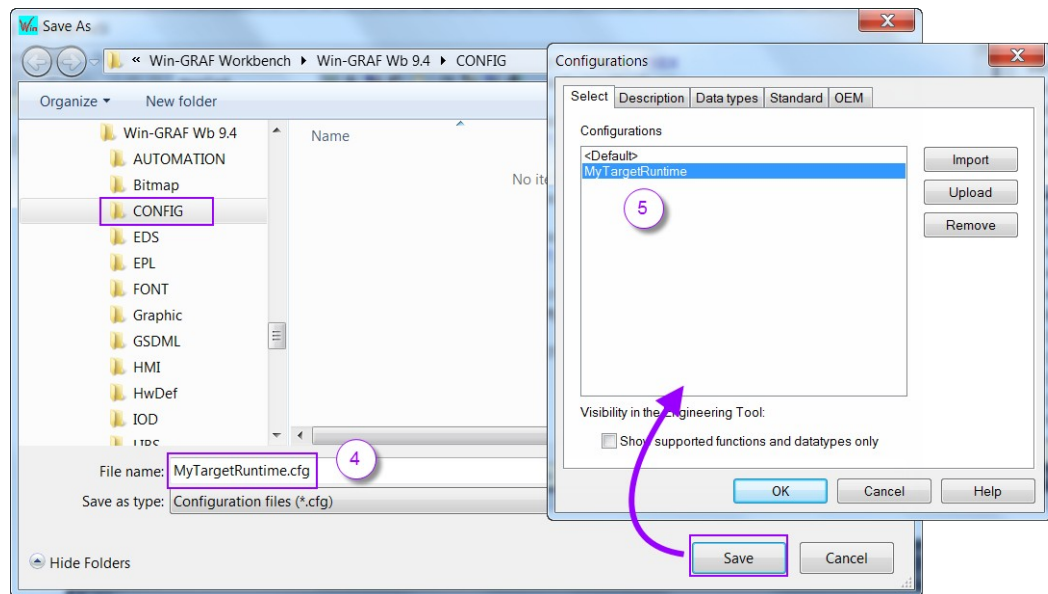 Win Save As
« Win-GRAF Workbench ▸ Win-GRAF Wb 9.4 ▸ CONFIG
Organize ▾ New folder
Win-GRAF Wb 9.4
AUTOMATION
Bitmap
CONFIG
EDS
EPL
FONT
Graphic
GSDML
HMI
HwDef
IOD
Name
No ite
File name: MyTargetRuntime.cfg
4
Save as type: Configuration files (*.cfg)
Hide Folders
Save Cancel
Configurations
Select Description Data types Standard OEM
Configurations
<Default>
MyTargetRuntime
5
Import
Upload
Remove
Visibility in the Engineering Tool:
Show supported functions and datatypes only
OK Cancel Help